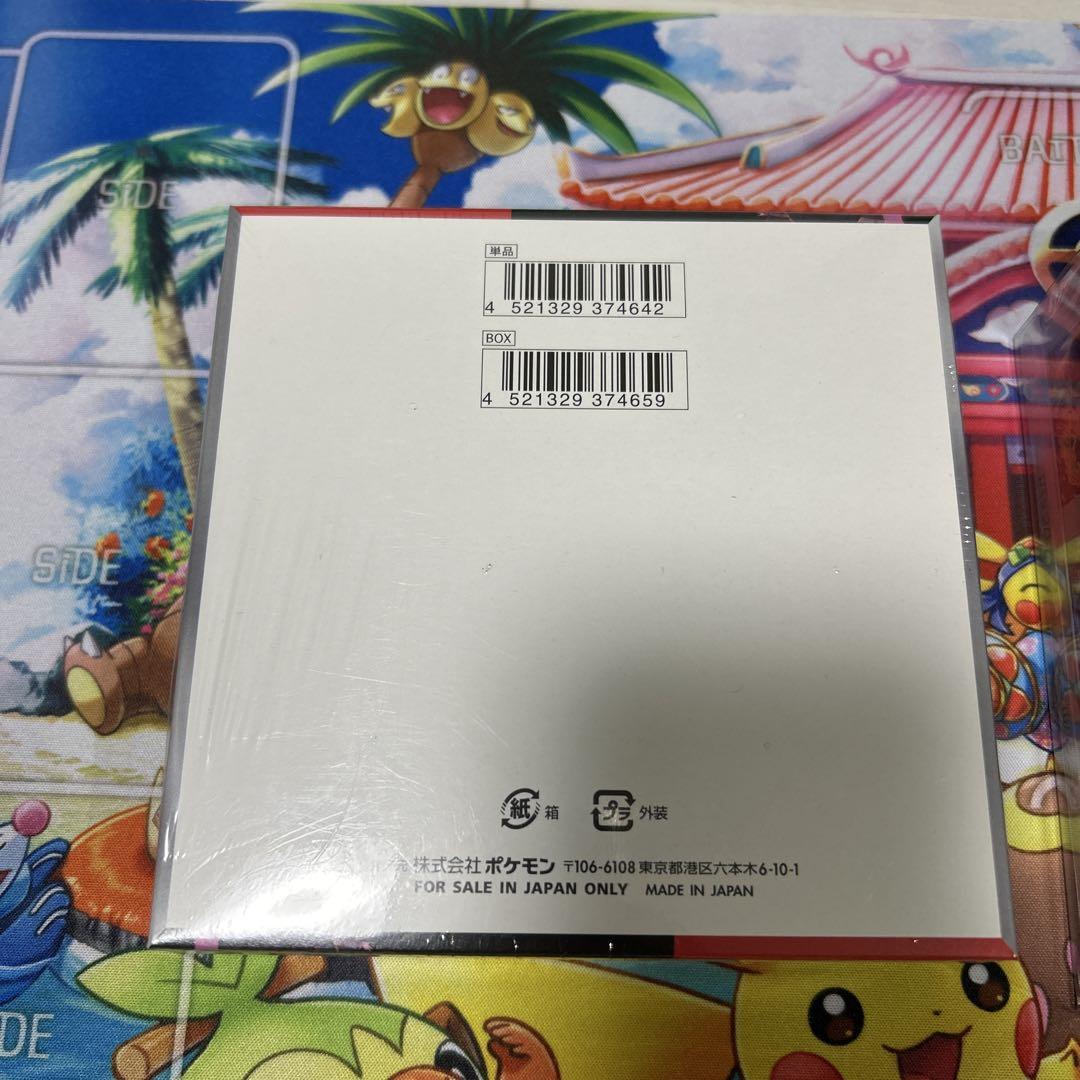 BATT
SiDE
単品
4 521329 374642
BOX
4 521329 374659
SiDE
紙 箱 プラ 外装
元 株式会社 ポケモン 〒106-6108 東京都港区六本木6-10-1
FOR SALE IN JAPAN ONLY MADE IN JAPAN
DE